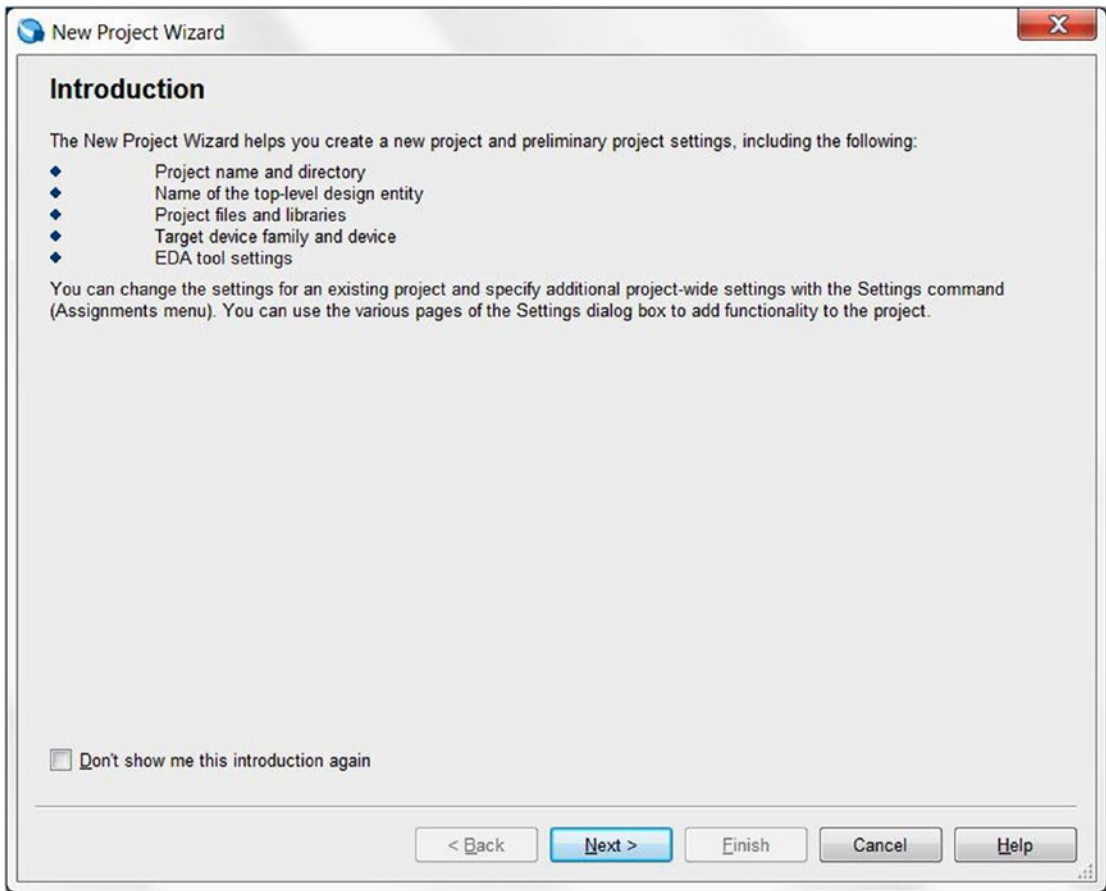 New Project Wizard
X
Introduction
The New Project Wizard helps you create a new project and preliminary project settings, including the following:
Project name and directory
Name of the top-level design entity
Project files and libraries
Target device family and device
EDA tool settings
You can change the settings for an existing project and specify additional project-wide settings with the Settings command
(Assignments menu). You can use the various pages of the Settings dialog box to add functionality to the project.
Don't show me this introduction again
< Back Next > Finish Cancel Help